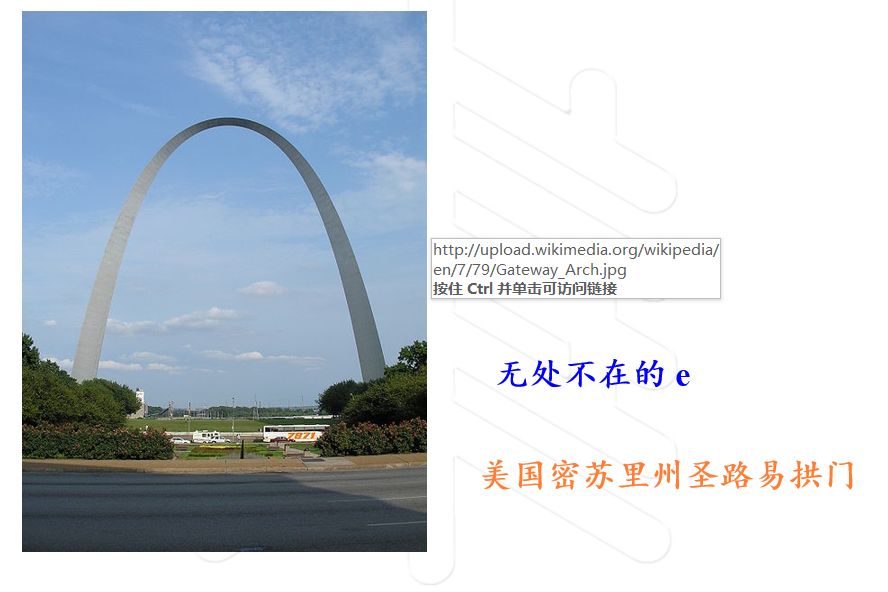 7871
http://upload.wikimedia.org/wikipedia/
en/7/79/Gateway_Arch.jpg
按住 Ctrl 并单击可访问链接
无处不在的 e
美国密苏里州圣路易拱门